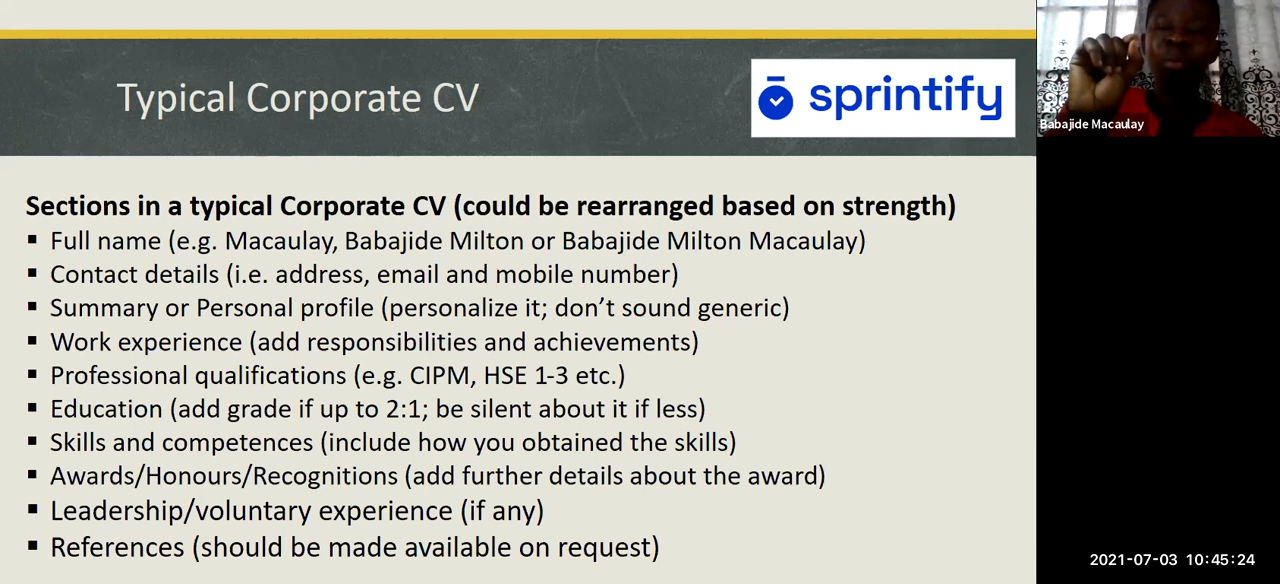 Typical Corporate CV
sprintify
Babajide Macaulay
Sections in a typical Corporate CV (could be rearranged based on strength)
▪ Full name (e.g. Macaulay, Babajide Milton or Babajide Milton Macaulay)
▪ Contact details (i.e. address, email and mobile number)
▪ Summary or Personal profile (personalize it; don’t sound generic)
▪ Work experience (add responsibilities and achievements)
▪ Professional qualifications (e.g. CIPM, HSE 1-3 etc.)
▪ Education (add grade if up to 2:1; be silent about it if less)
▪ Skills and competences (include how you obtained the skills)
▪ Awards/Honours/Recognitions (add further details about the award)
▪ Leadership/voluntary experience (if any)
▪ References (should be made available on request)
2021-07-03 10:45:24